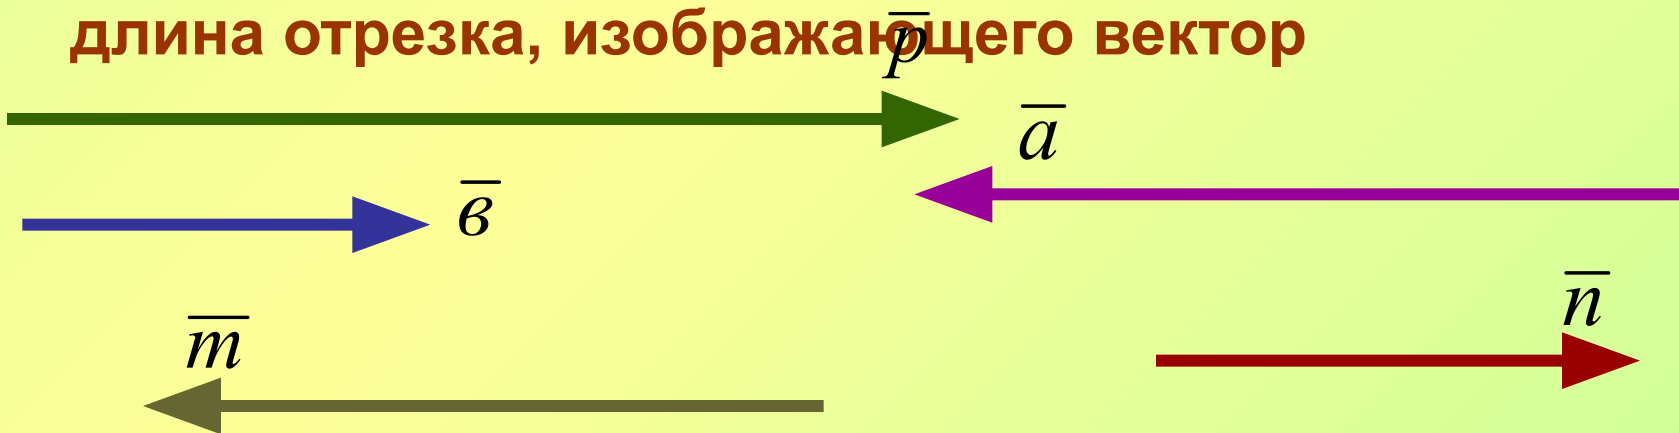 длина отрезка, изображающего вектор
p̅
a̅
в̅
n̅
m̅